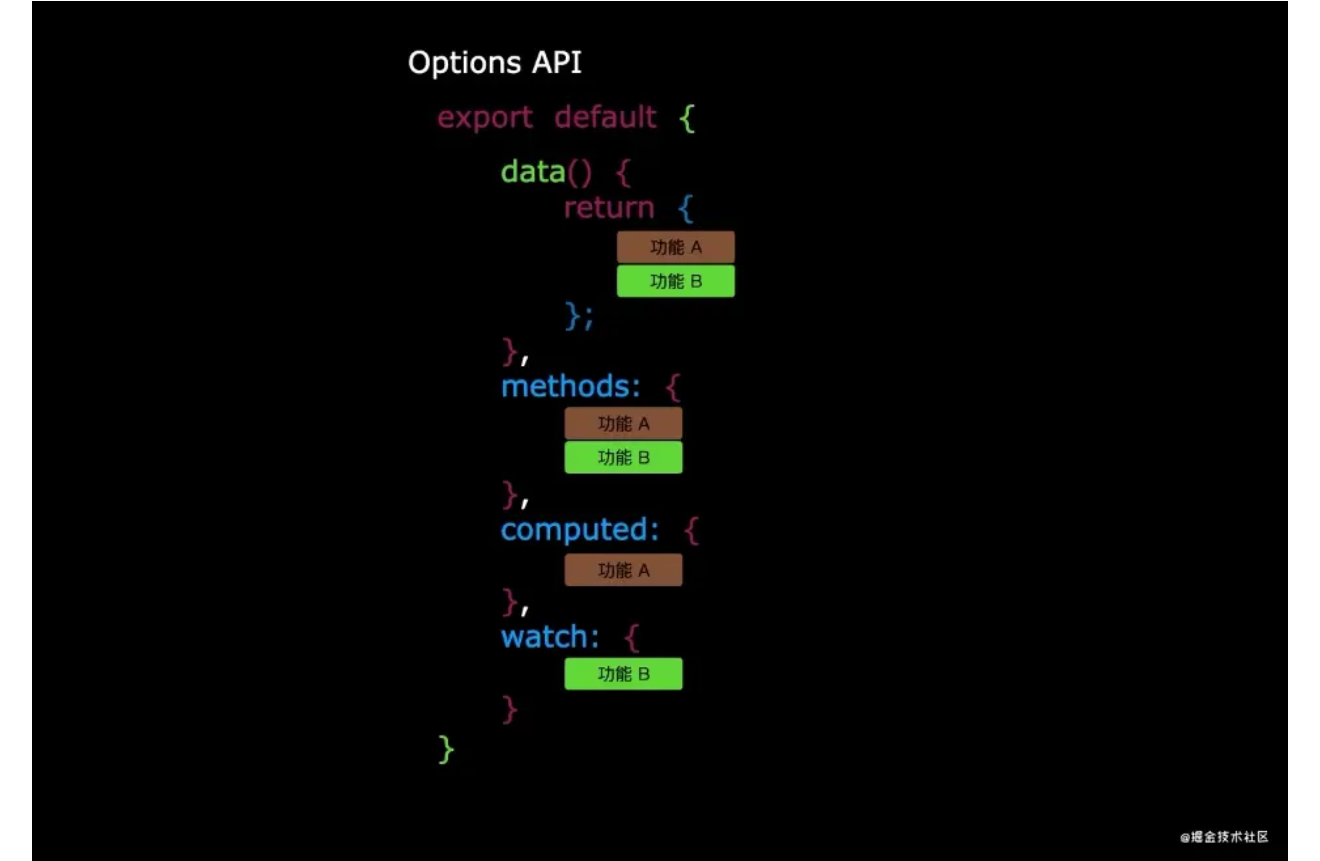 Options API
export default {
data() {
return {
功能 A
功能 B
};
},
methods: {
功能 A
功能 B
},
computed: {
功能 A
},
watch: {
功能 B
}
}
@掘金技术社区